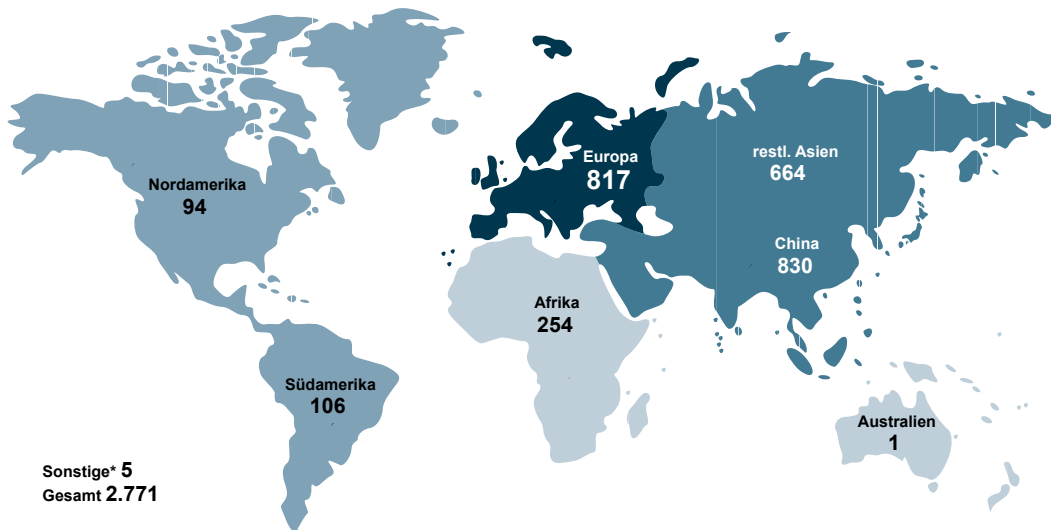 Nordamerika
94
Europa
817
restl. Asien
664
China
830
Afrika
254
Südamerika
106
Australien
1
Sonstige* 5
Gesamt 2.771